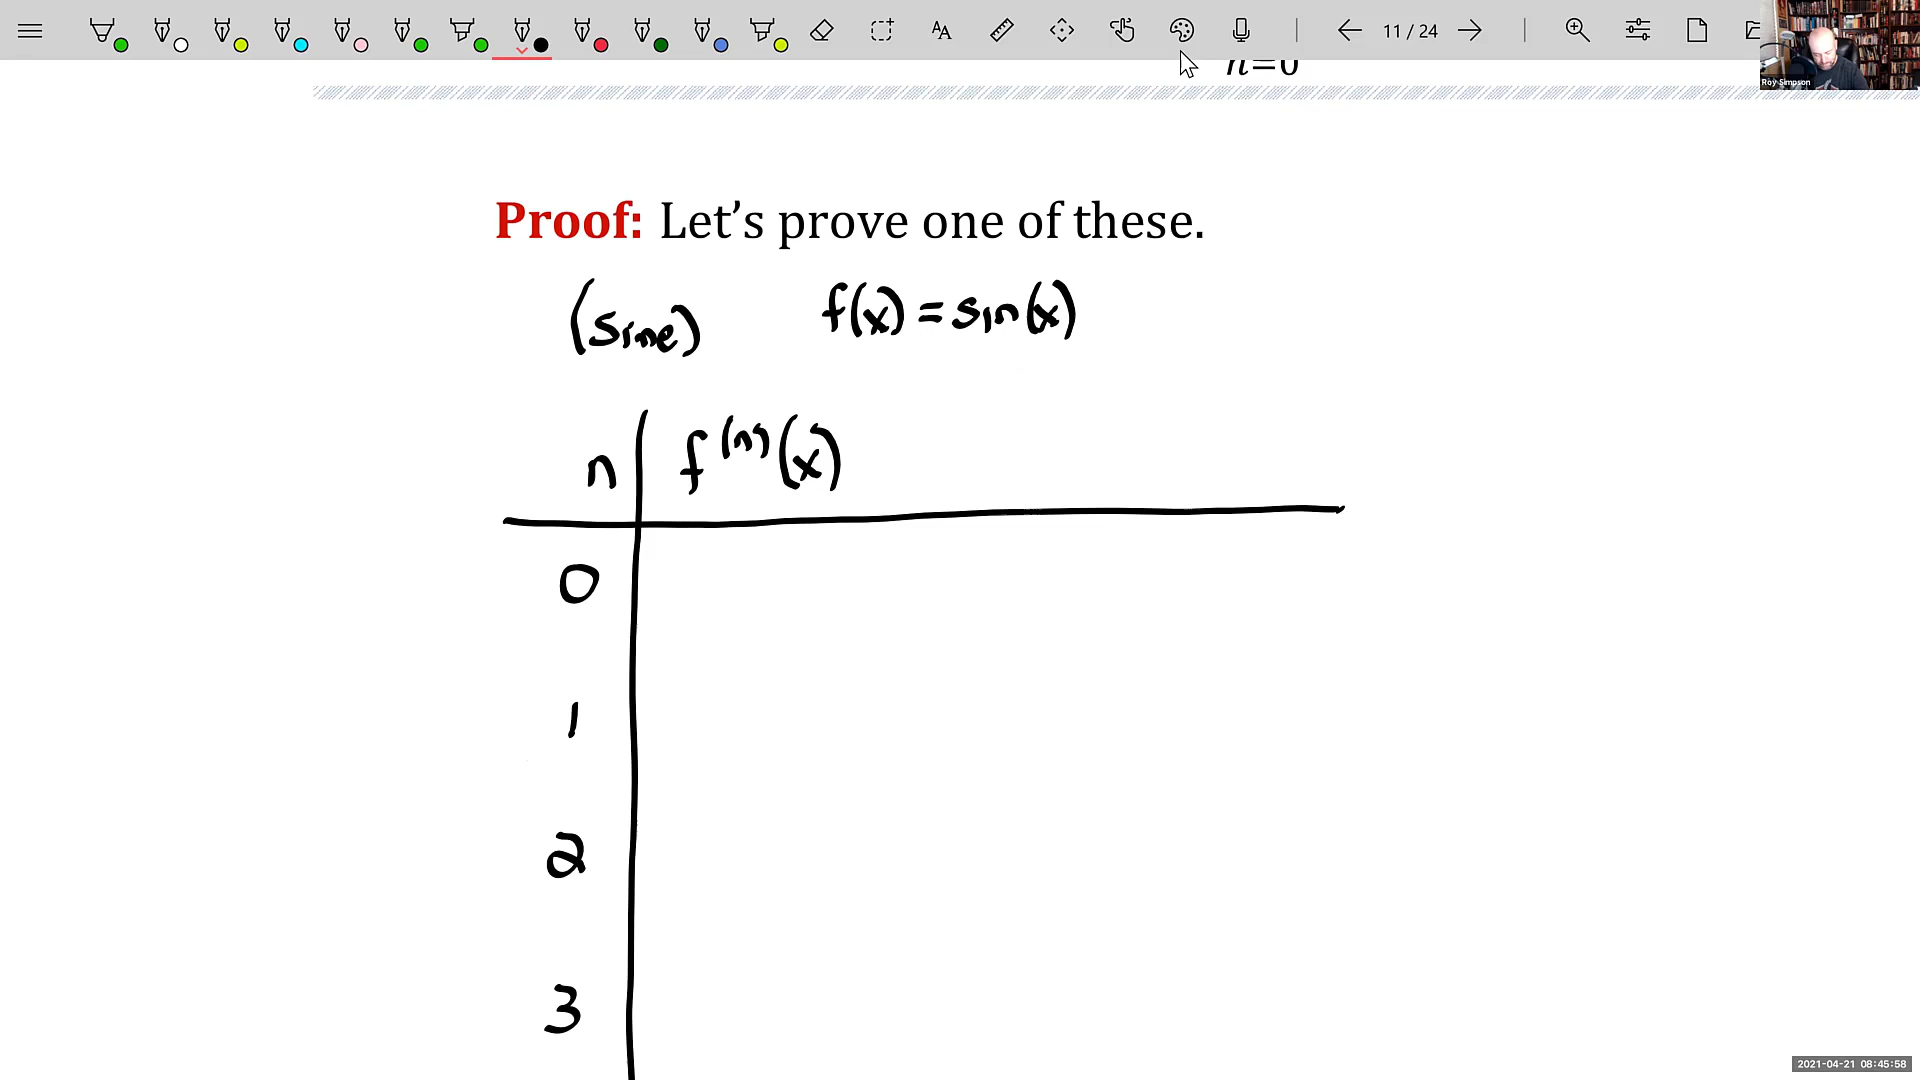 11 / 24
n=0
Roy Simpson
Proof: Let's prove one of these.
(Sine) f(x) = sin(x)
n f^(n)(x)
0
1
2
3
2021-04-21 08:45:58